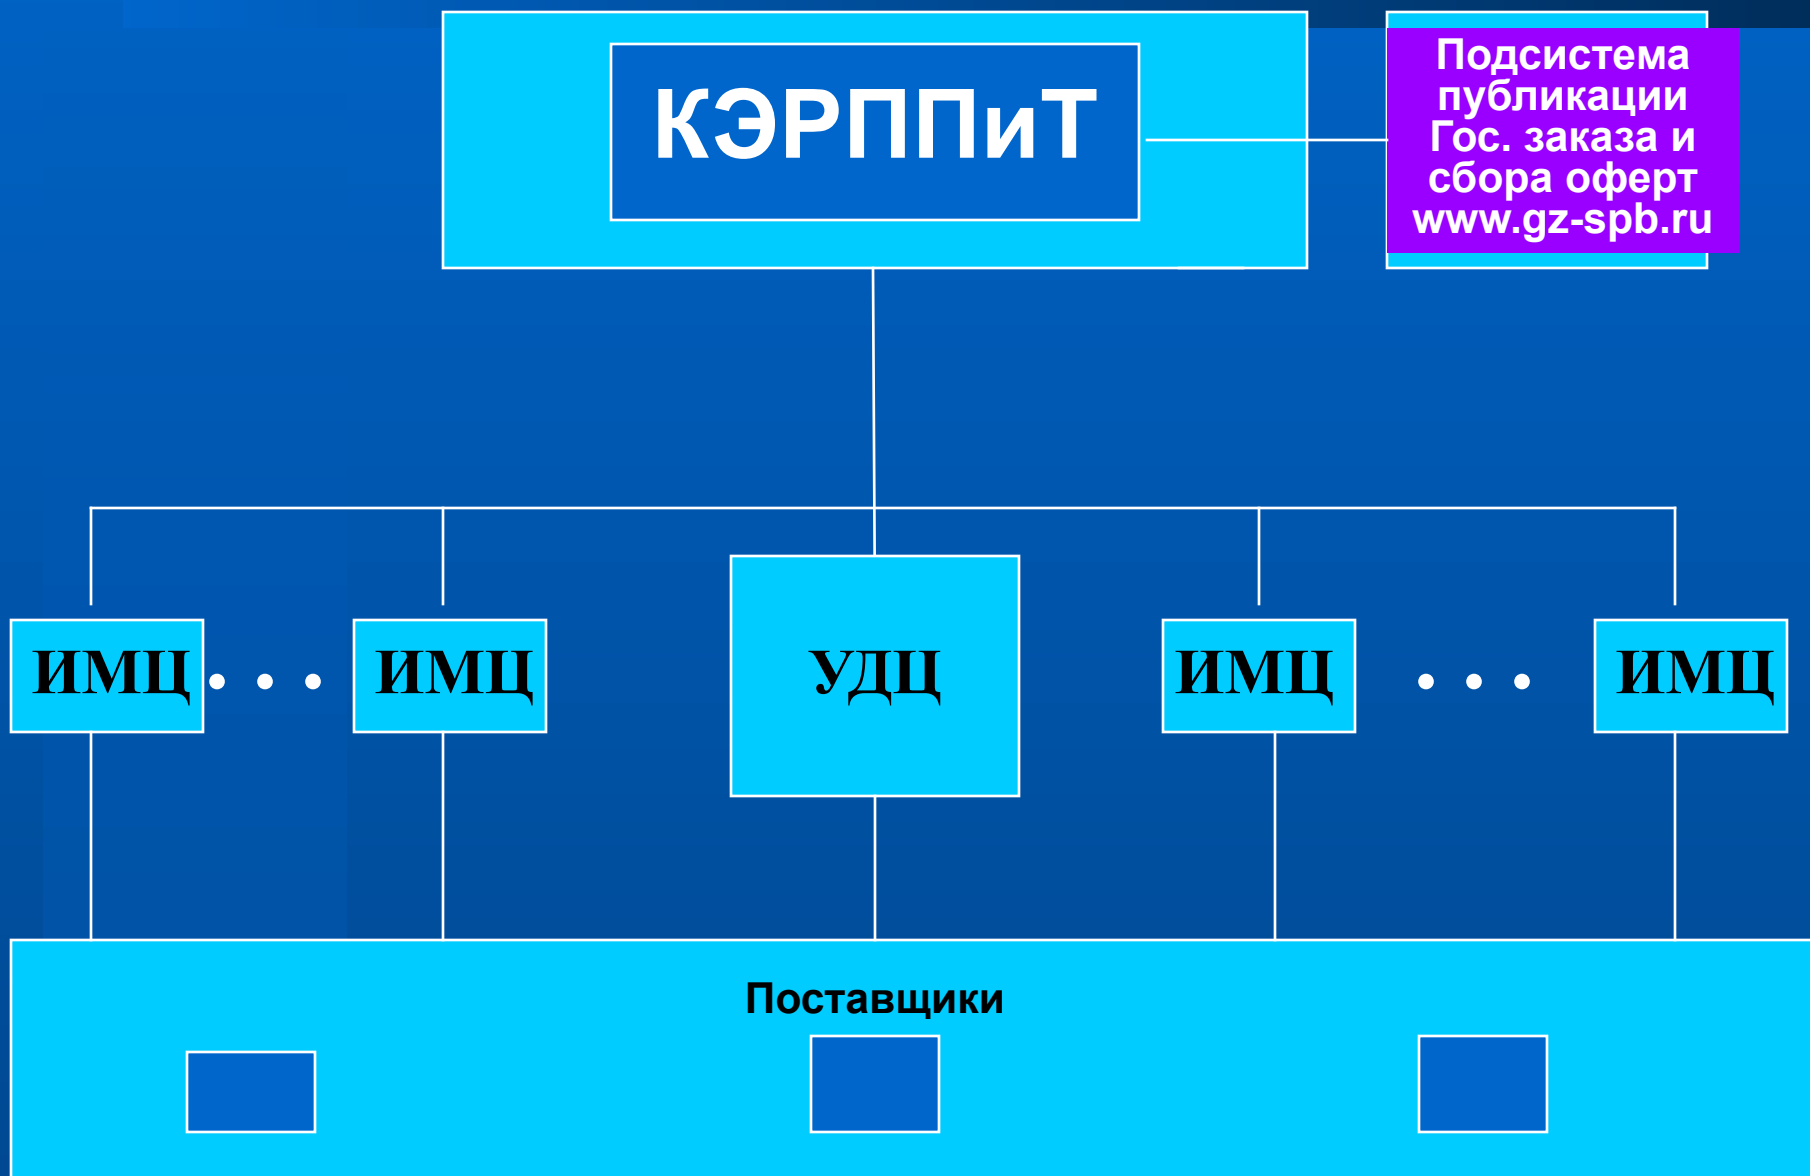 КЭРППиТ
Подсистема
публикации
Гос. заказа и
сбора оферт
www.gz-spb.ru
ИМЦ . . . ИМЦ УДЦ ИМЦ . . . ИМЦ
Поставщики